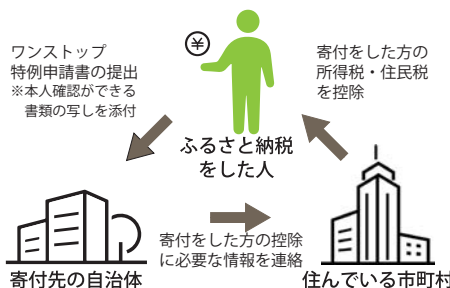 ワンストップ
特例申請書の提出
※本人確認ができる
書類の写しを添付
¥
寄付をした方の
所得税・住民税
を控除
ふるさと納税
をした人
寄付をした方の控除
に必要な情報を連絡
寄付先の自治体
住んでいる市町村